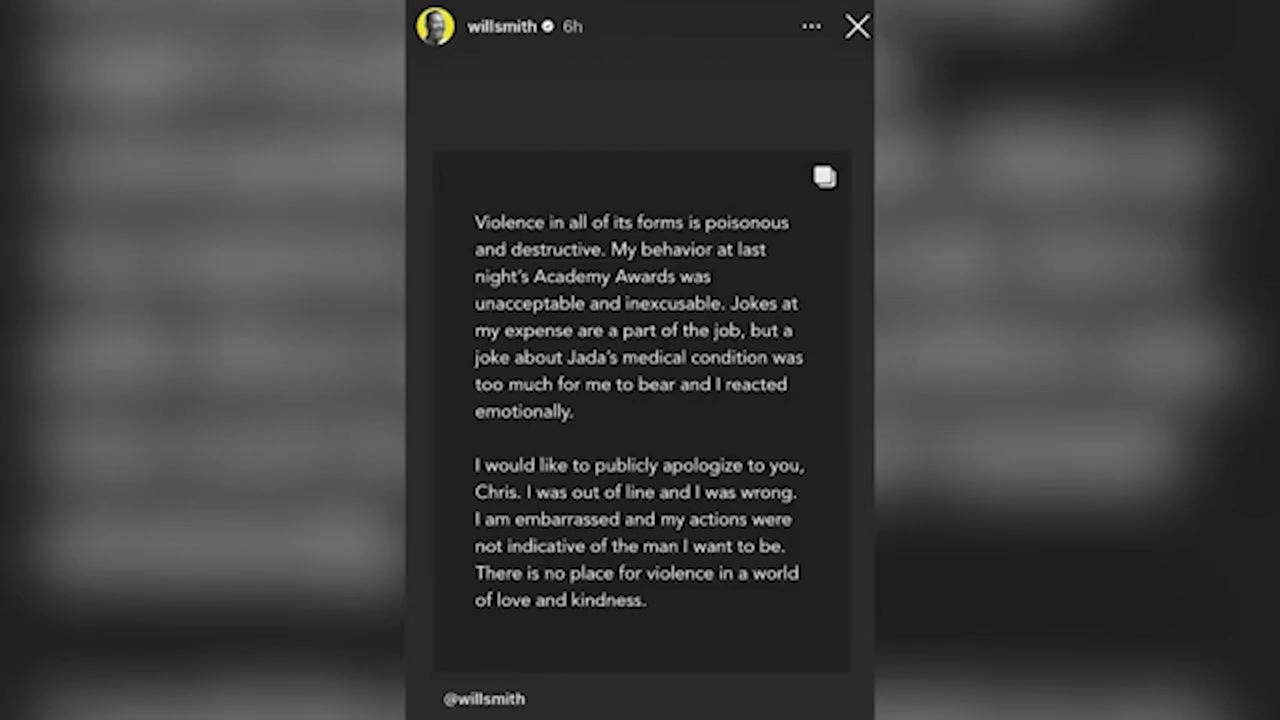 willsmith 6h
Violence in all of its forms is poisonous
and destructive. My behavior at last
night's Academy Awards was
unacceptable and inexcusable. Jokes at
my expense are a part of the job, but a
joke about Jada's medical condition was
too much for me to bear and I reacted
emotionally.
I would like to publicly apologize to you,
Chris. I was out of line and I was wrong.
I am embarrassed and my actions were
not indicative of the man I want to be.
There is no place for violence in a world
of love and kindness.
@willsmith